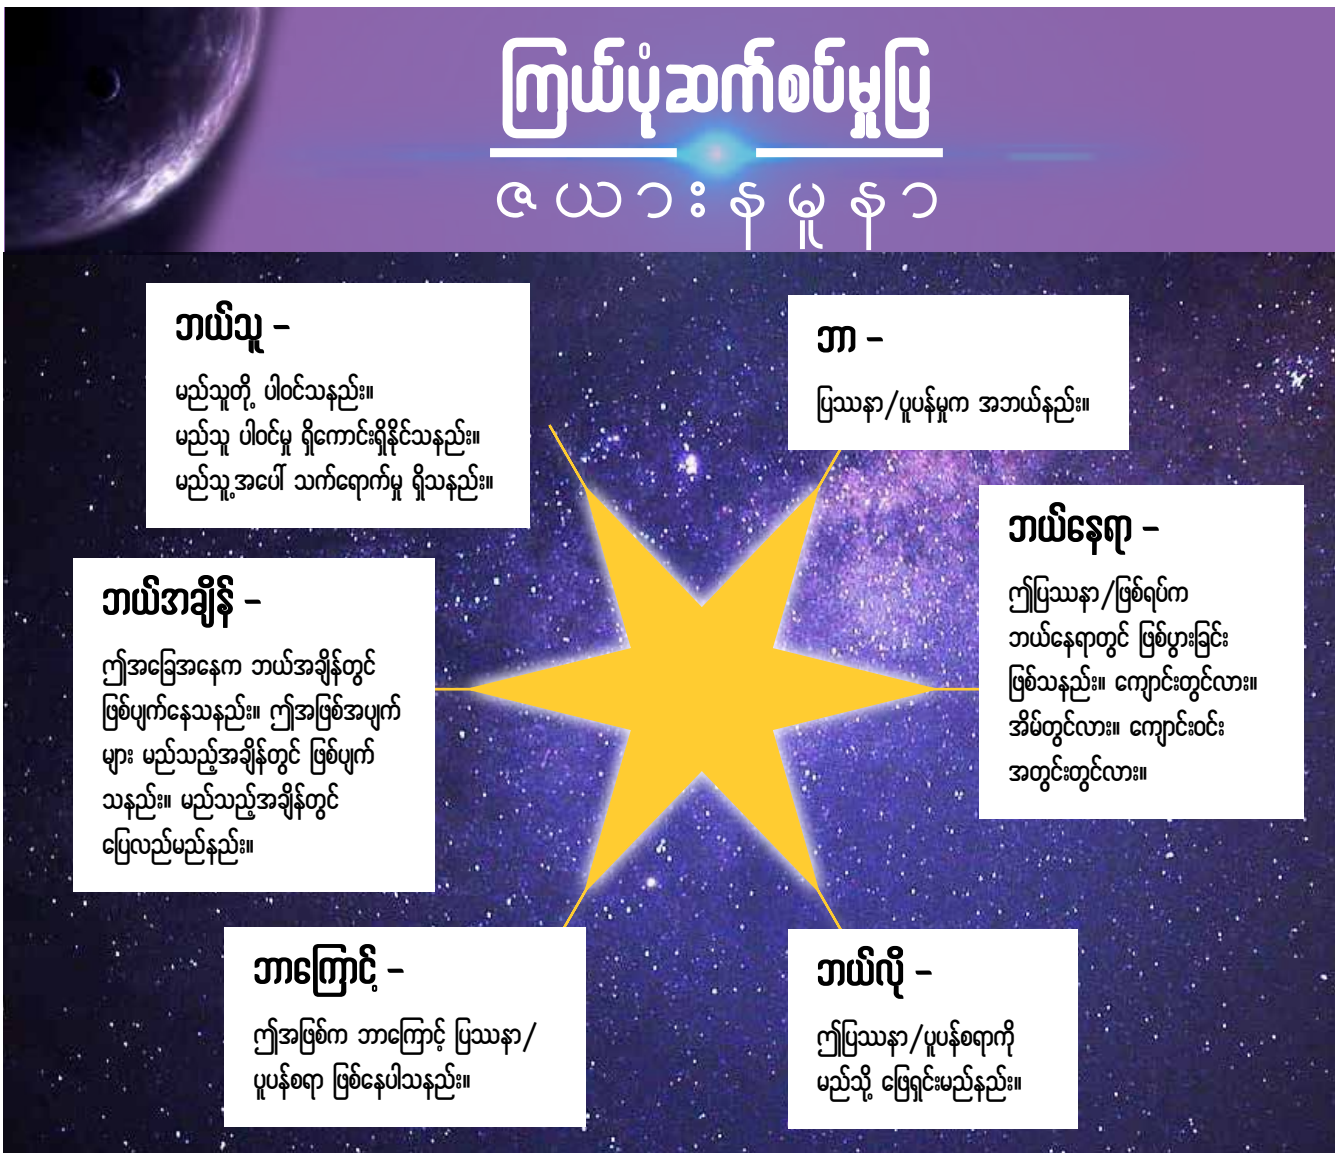 ကြယ်ပုံဆက်စပ်မှုပြ
ဇယားနမူနာ
ဘယ်သူ –
မည်သူတို့ ပါဝင်သနည်း။
မည်သူ ပါဝင်မှု ရှိကောင်းရှိနိုင်သနည်း။
မည်သူ့အပေါ် သက်ရောက်မှု ရှိသနည်း။
ဘာ –
ပြဿနာ/ပူပန်မှုက အဘယ်နည်း။
ဘယ်နေရာ –
ဤပြဿနာ/ဖြစ်ရပ်က
ဘယ်နေရာတွင် ဖြစ်ပွားခြင်း
ဖြစ်သနည်း။ ကျောင်းတွင်လား။
အိမ်တွင်လား။ ကျောင်းဝင်း
အတွင်းတွင်လား။
ဘယ်အချိန် –
ဤအခြေအနေက ဘယ်အချိန်တွင်
ဖြစ်ပျက်နေသနည်း။ ဤအဖြစ်အပျက်
များ မည်သည့်အချိန်တွင် ဖြစ်ပျက်
သနည်း။ မည်သည့်အချိန်တွင်
ပြေလည်မည်နည်း။
ဘာကြောင့် –
ဤအဖြစ်က ဘာကြောင့် ပြဿနာ/
ပူပန်စရာ ဖြစ်နေပါသနည်း။
ဘယ်လို –
ဤပြဿနာ/ပူပန်စရာကို
မည်သို့ ဖြေရှင်းမည်နည်း။